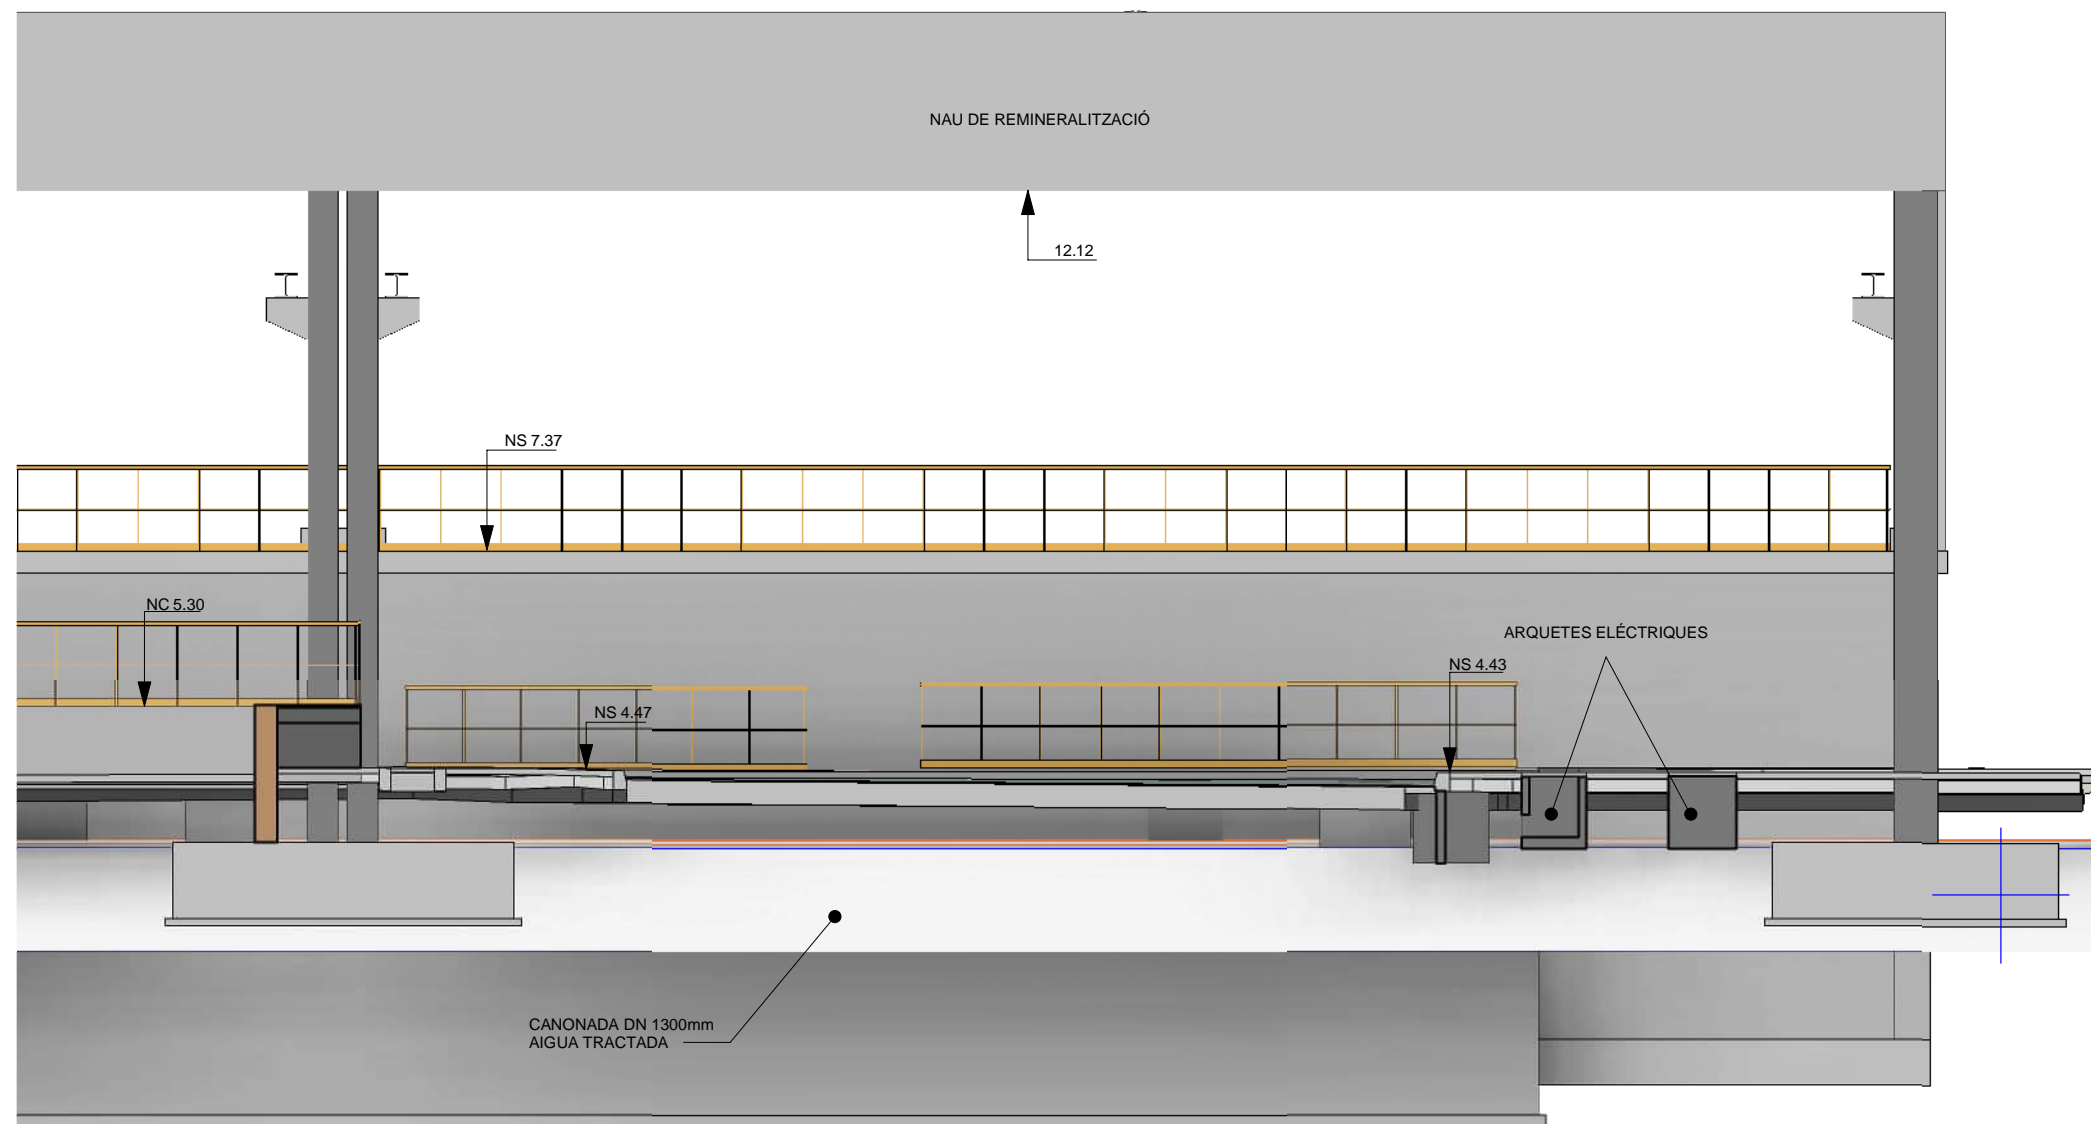 NAU DE REMINERALITZACIÓ
12.12
NS 7.37
NC 5.30
ARQUETES ELÉCTRIQUES
NS 4.43
NS 4.47
CANONADA DN 1300mm
AIGUA TRACTADA